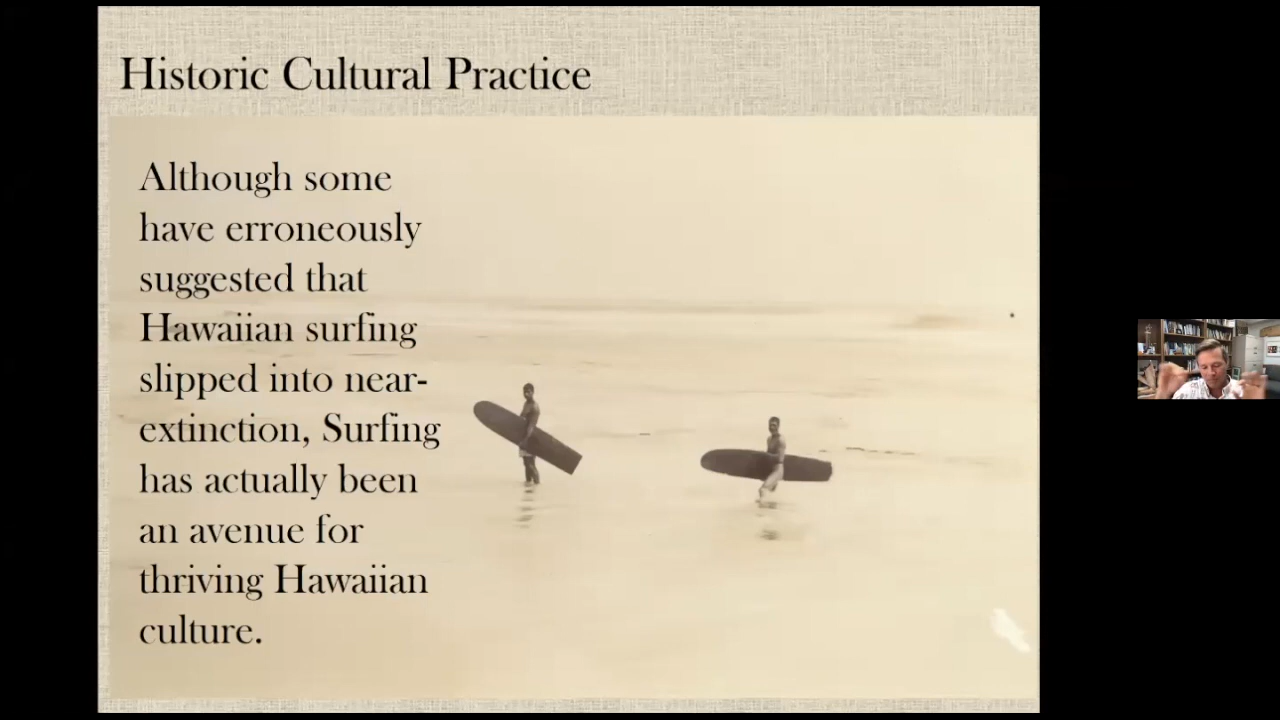 Historic Cultural Practice
Although some
have erroneously
suggested that
Hawaiian surfing
slipped into near-
extinction, Surfing
has actually been
an avenue for
thriving Hawaiian
culture.